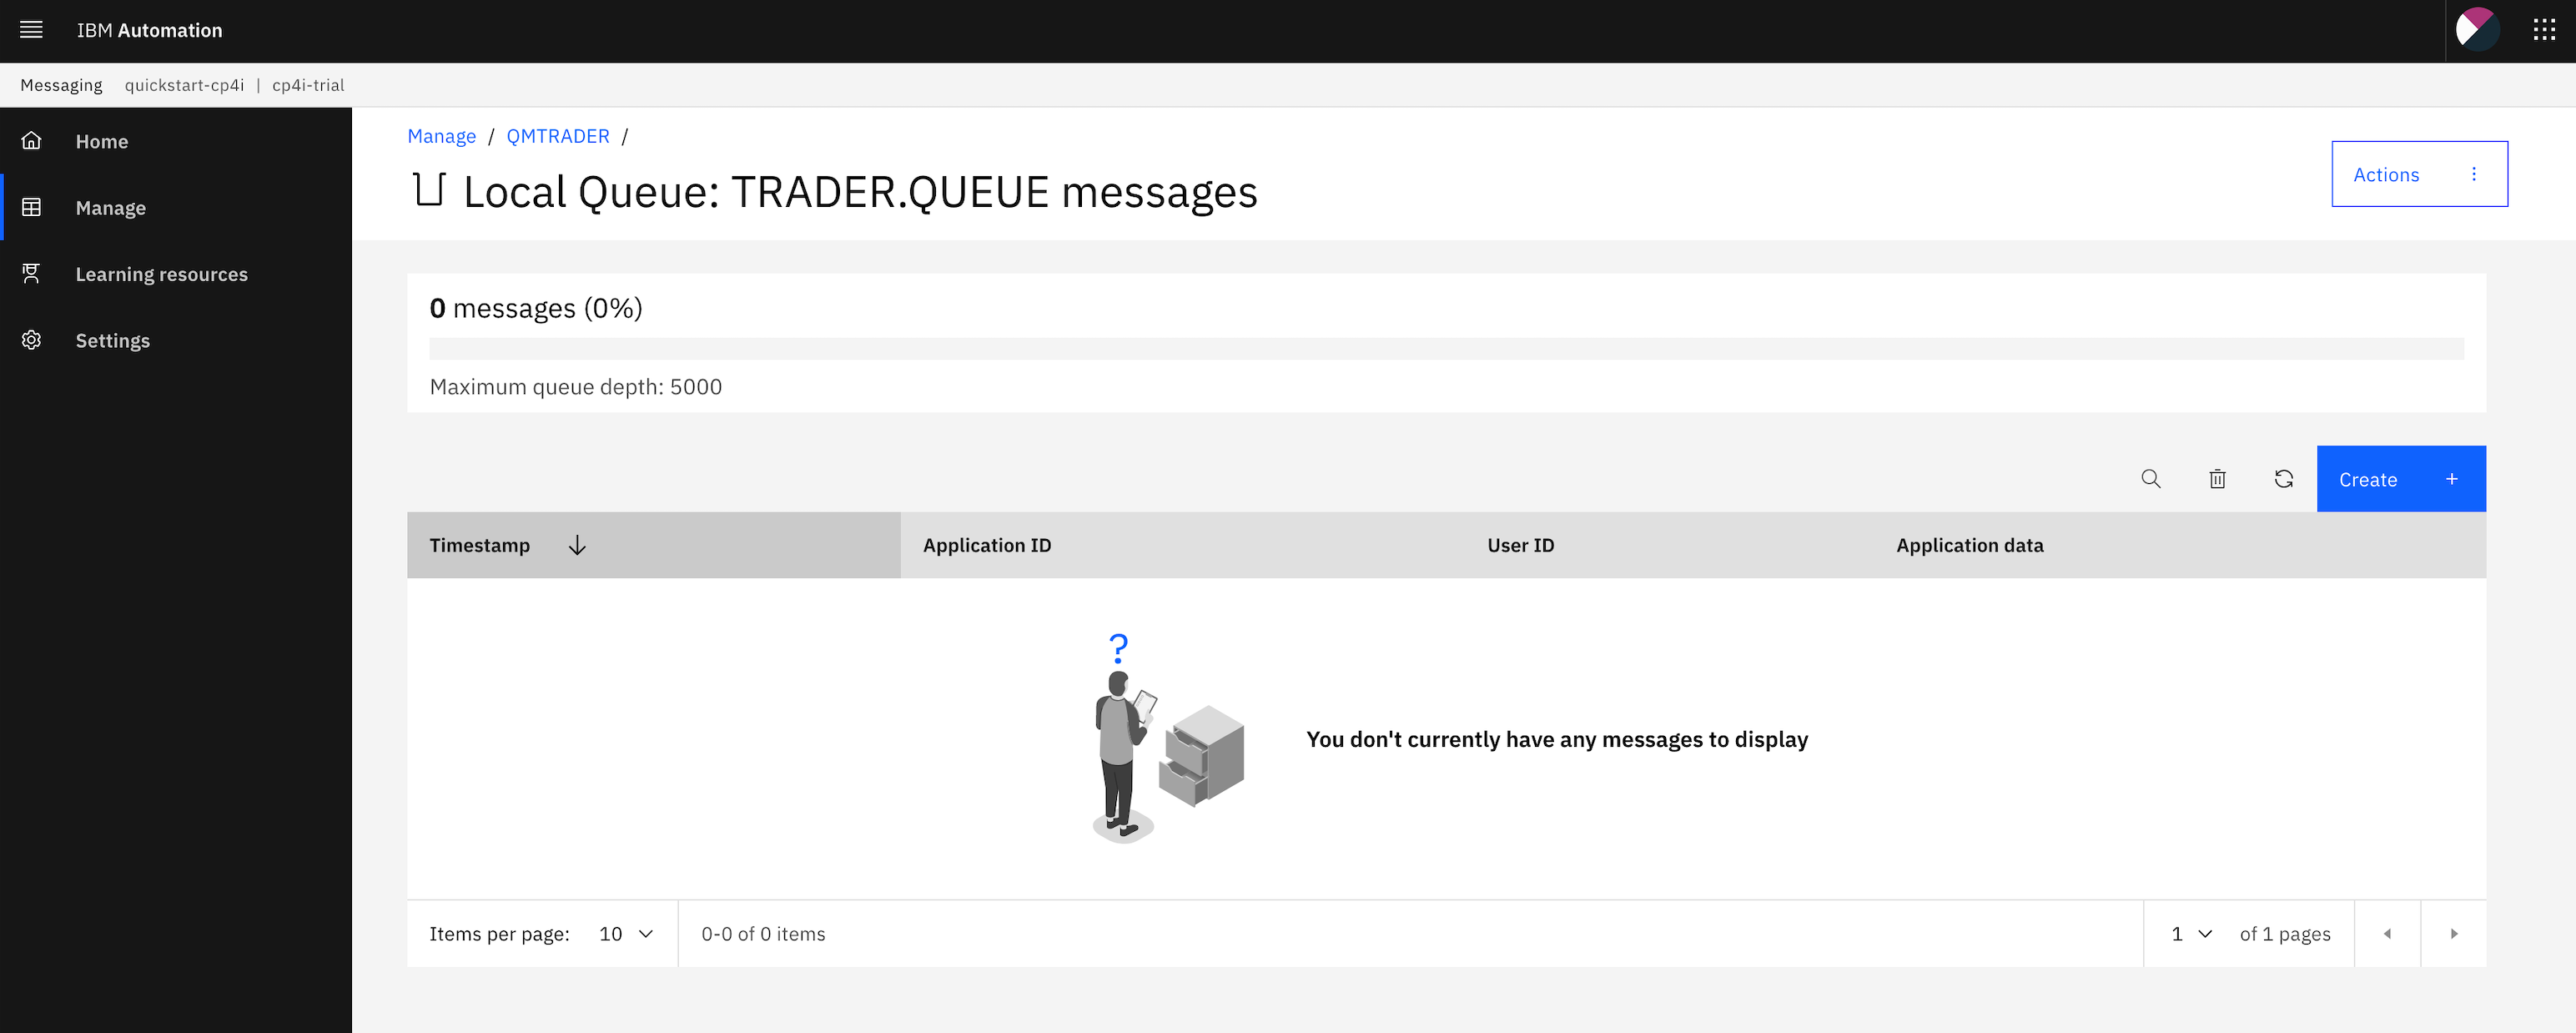 IBM Automation
Messaging quickstart-cp4i | cp4i-trial
Home
Manage
Learning resources
Settings
Manage / QMTRADER /
Local Queue: TRADER.QUEUE messages
Actions
0 messages (0%)
Maximum queue depth: 5000
Create +
Timestamp Application ID User ID Application data
?
You don't currently have any messages to display
Items per page: 10 0-0 of 0 items 1 of 1 pages